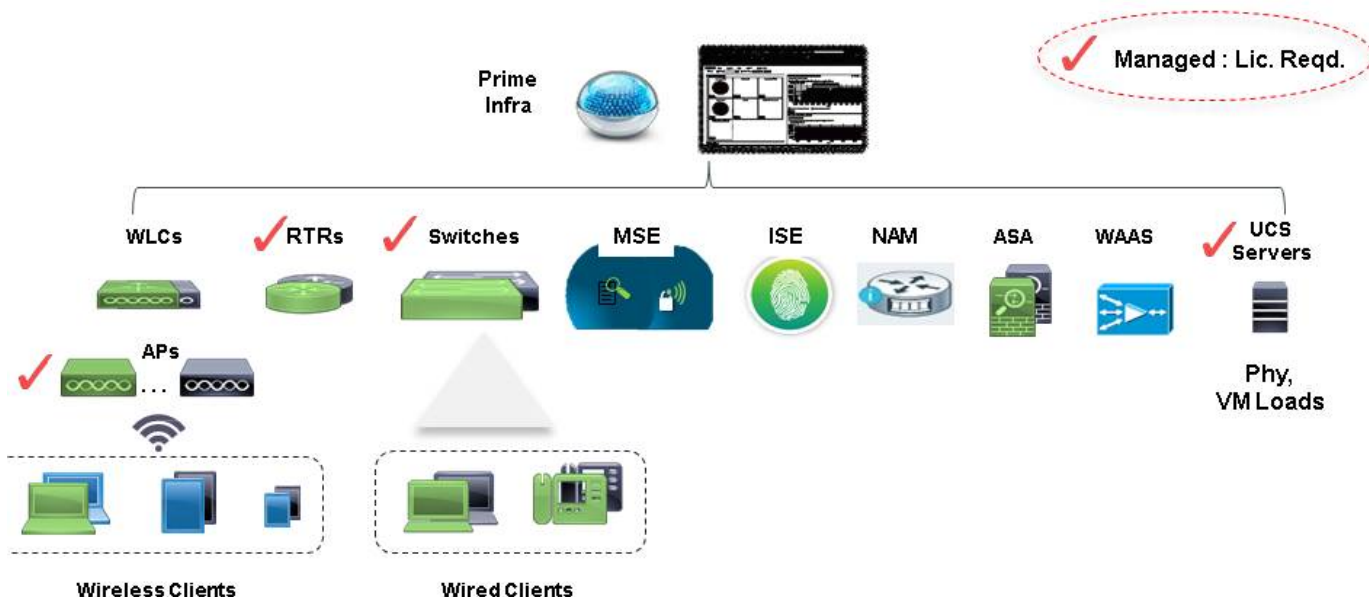 Prime
Infra
Managed : Lic. Reqd.
WLCs
RTRs
Switches
MSE
ISE
NAM
ASA
WAAS
UCS
Servers
APs
...
Phy,
VM Loads
Wireless Clients
Wired Clients